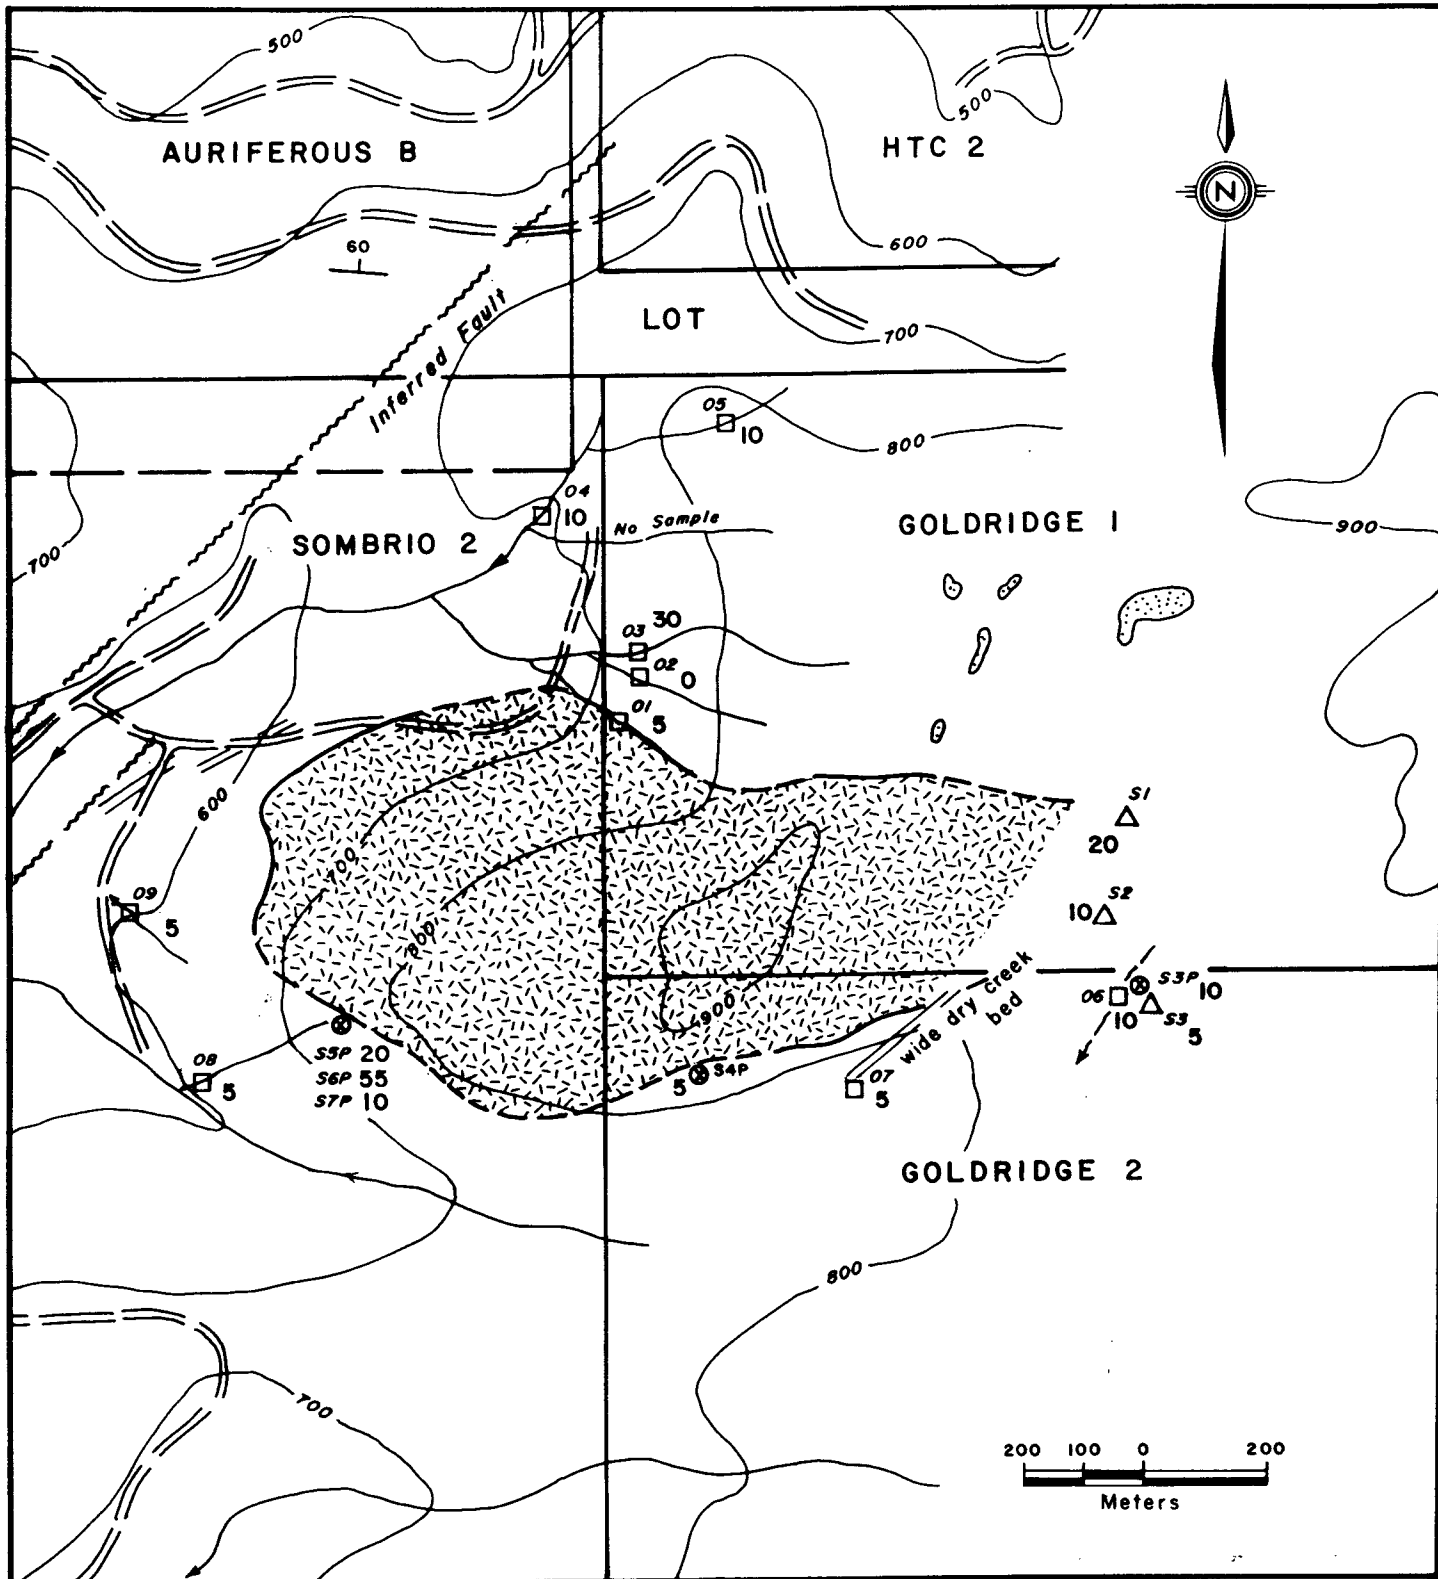 500
AURIFEROUS B
HTC 2
500
N
60
600
LOT
700
Inferred Fault
05
10
800
04
10
No Sample
GOLDRIDGE 1
900
SOMBRIO 2
700
30
03
02
0
01
5
600
S1
20
700
09
5
S2
10
800
wide dry creek
bed
06
10
S3P 10
S3
5
900
S5P 20
S6P 55
S7P 10
08
5
S4P
5
07
5
GOLDRIDGE 2
800
700
200 100 0 200
Meters